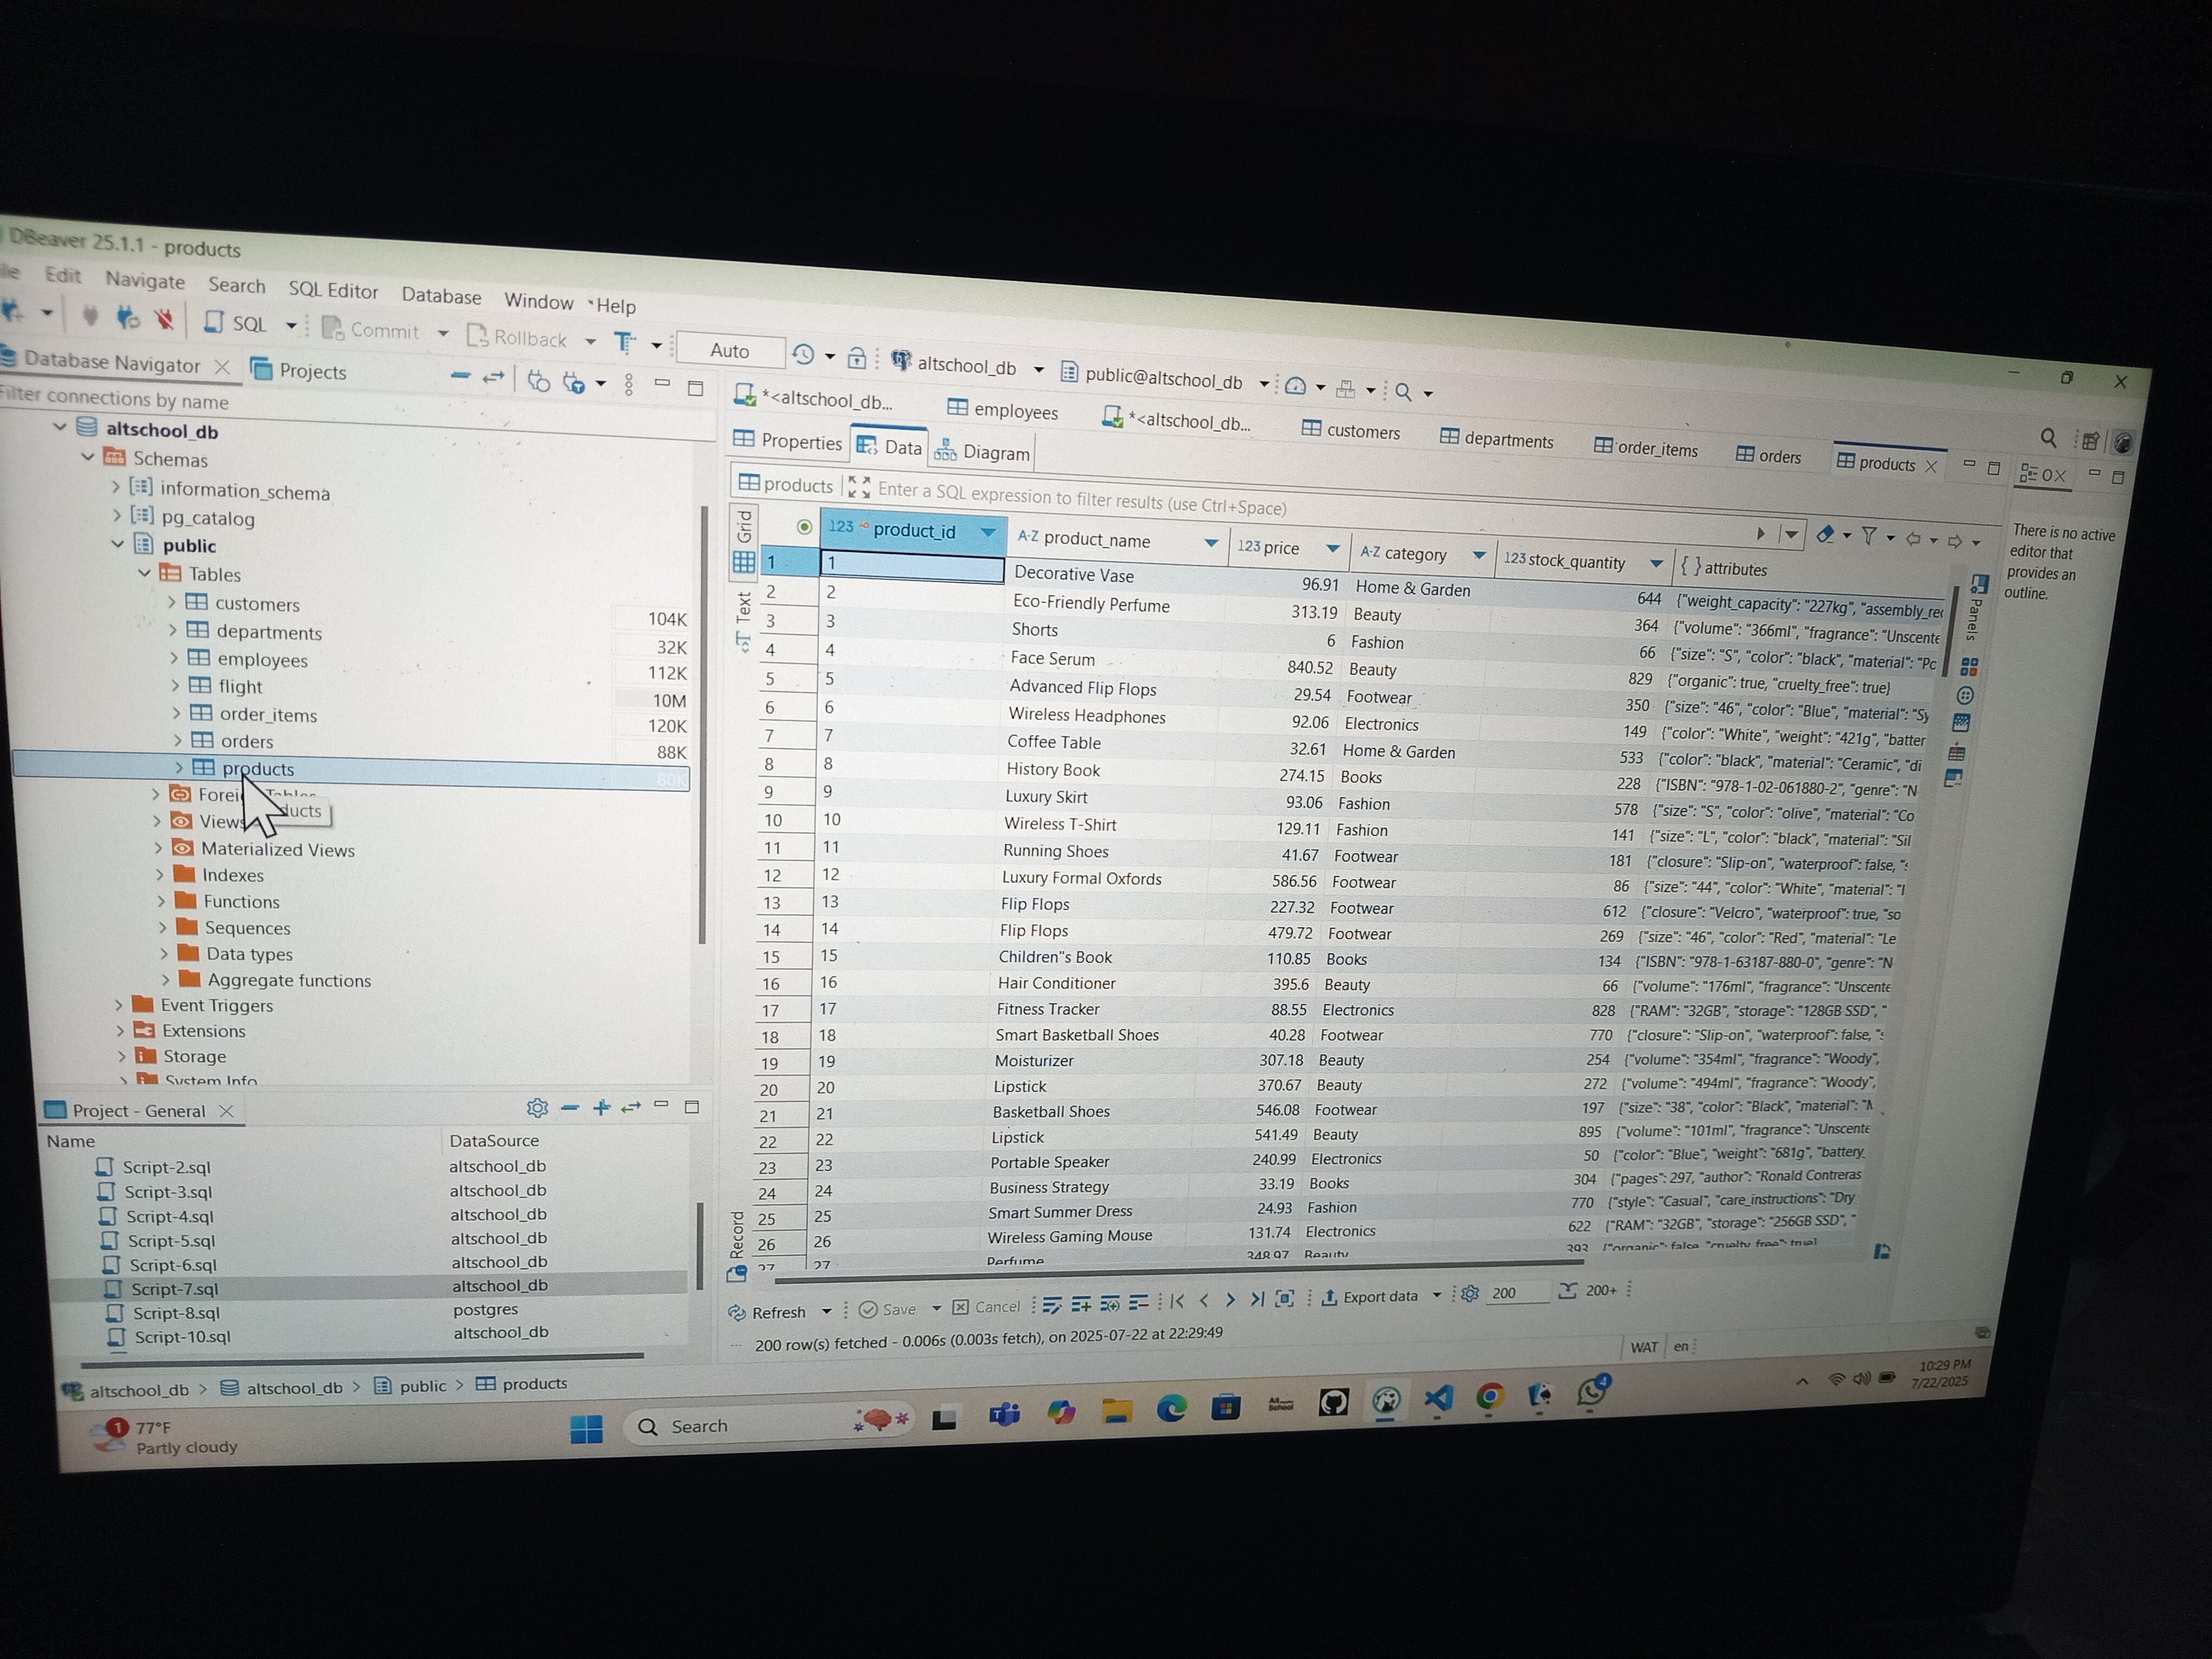 DBeaver 25.1.1 - products
Edit Navigate Search SQL Editor Database Window Help
SQL Commit Rollback Auto altschool_db public@altschool_db
Database Navigator Projects
Filter connections by name
altschool_db
Schemas
information_schema
pg_catalog
public
Tables
customers 104K
departments 32K
employees 112K
flight 10M
order_items 120K
orders 88K
products 80K
Views
Materialized Views
Indexes
Functions
Sequences
Data types
Aggregate functions
Event Triggers
Extensions
Storage
System Info
Project - General
Name DataSource
Script-2.sql altschool_db
Script-3.sql altschool_db
Script-4.sql altschool_db
Script-5.sql altschool_db
Script-6.sql altschool_db
Script-7.sql altschool_db
Script-8.sql postgres
Script-10.sql altschool_db
*<altschool_db... employees *<altschool_db... customers departments order_items orders products
Properties Data Diagram
products Enter a SQL expression to filter results (use Ctrl+Space)
Grid
Text
Record
123 product_id A-Z product_name 123 price A-Z category 123 stock_quantity { } attributes
1 1 Decorative Vase 96.91 Home & Garden 644 {"weight_capacity": "227kg", "assembly_rec
2 2 Eco-Friendly Perfume 313.19 Beauty 364 {"volume": "366ml", "fragrance": "Unscente
3 3 Shorts 6 Fashion 66 {"size": "S", "color": "black", "material": "Pc
4 4 Face Serum 840.52 Beauty 829 {"organic": true, "cruelty_free": true}
5 5 Advanced Flip Flops 29.54 Footwear 350 {"size": "46", "color": "Blue", "material": "Sy
6 6 Wireless Headphones 92.06 Electronics 149 {"color": "White", "weight": "421g", "batter
7 7 Coffee Table 32.61 Home & Garden 533 {"color": "black", "material": "Ceramic", "di
8 8 History Book 274.15 Books 228 {"ISBN": "978-1-02-061880-2", "genre": "N
9 9 Luxury Skirt 93.06 Fashion 578 {"size": "S", "color": "olive", "material": "Co
10 10 Wireless T-Shirt 129.11 Fashion 141 {"size": "L", "color": "black", "material": "Sil
11 11 Running Shoes 41.67 Footwear 181 {"closure": "Slip-on", "waterproof": false, "s
12 12 Luxury Formal Oxfords 586.56 Footwear 86 {"size": "44", "color": "White", "material": "l
13 13 Flip Flops 227.32 Footwear 612 {"closure": "Velcro", "waterproof": true, "so
14 14 Flip Flops 479.72 Footwear 269 {"size": "46", "color": "Red", "material": "Le
15 15 Children"s Book 110.85 Books 134 {"ISBN": "978-1-63187-880-0", "genre": "N
16 16 Hair Conditioner 395.6 Beauty 66 {"volume": "176ml", "fragrance": "Unscente
17 17 Fitness Tracker 88.55 Electronics 828 {"RAM": "32GB", "storage": "128GB SSD", "
18 18 Smart Basketball Shoes 40.28 Footwear 770 {"closure": "Slip-on", "waterproof": false, "s
19 19 Moisturizer 307.18 Beauty 254 {"volume": "354ml", "fragrance": "Woody",
20 20 Lipstick 370.67 Beauty 272 {"volume": "494ml", "fragrance": "Woody",
21 21 Basketball Shoes 546.08 Footwear 197 {"size": "38", "color": "Black", "material": "N
22 22 Lipstick 541.49 Beauty 895 {"volume": "101ml", "fragrance": "Unscente
23 23 Portable Speaker 240.99 Electronics 50 {"color": "Blue", "weight": "681g", "battery_
24 24 Business Strategy 33.19 Books 304 {"pages": 297, "author": "Ronald Contreras
25 25 Smart Summer Dress 24.93 Fashion 770 {"style": "Casual", "care_instructions": "Dry
26 26 Wireless Gaming Mouse 131.74 Electronics 622 {"RAM": "32GB", "storage": "256GB SSD", "
27 27 Perfume 348.97 Beauty 393 {"organic": false, "cruelty_free": true}
Panels
There is no active
editor that
provides an
outline.
Refresh Save Cancel Export data 200 200+
200 row(s) fetched - 0.006s (0.003s fetch), on 2025-07-22 at 22:29:49
WAT en
altschool_db > altschool_db > public > products
1 77°F
Partly cloudy
Search
4
10:29 PM
7/22/2025